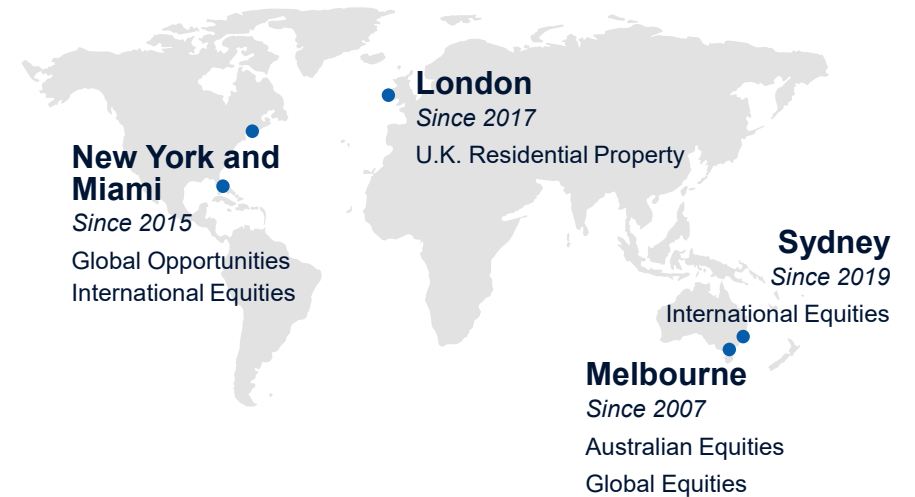 London
Since 2017
U.K. Residential Property
New York and
Miami
Since 2015
Global Opportunities
International Equities
Sydney
Since 2019
International Equities
Melbourne
Since 2007
Australian Equities
Global Equities